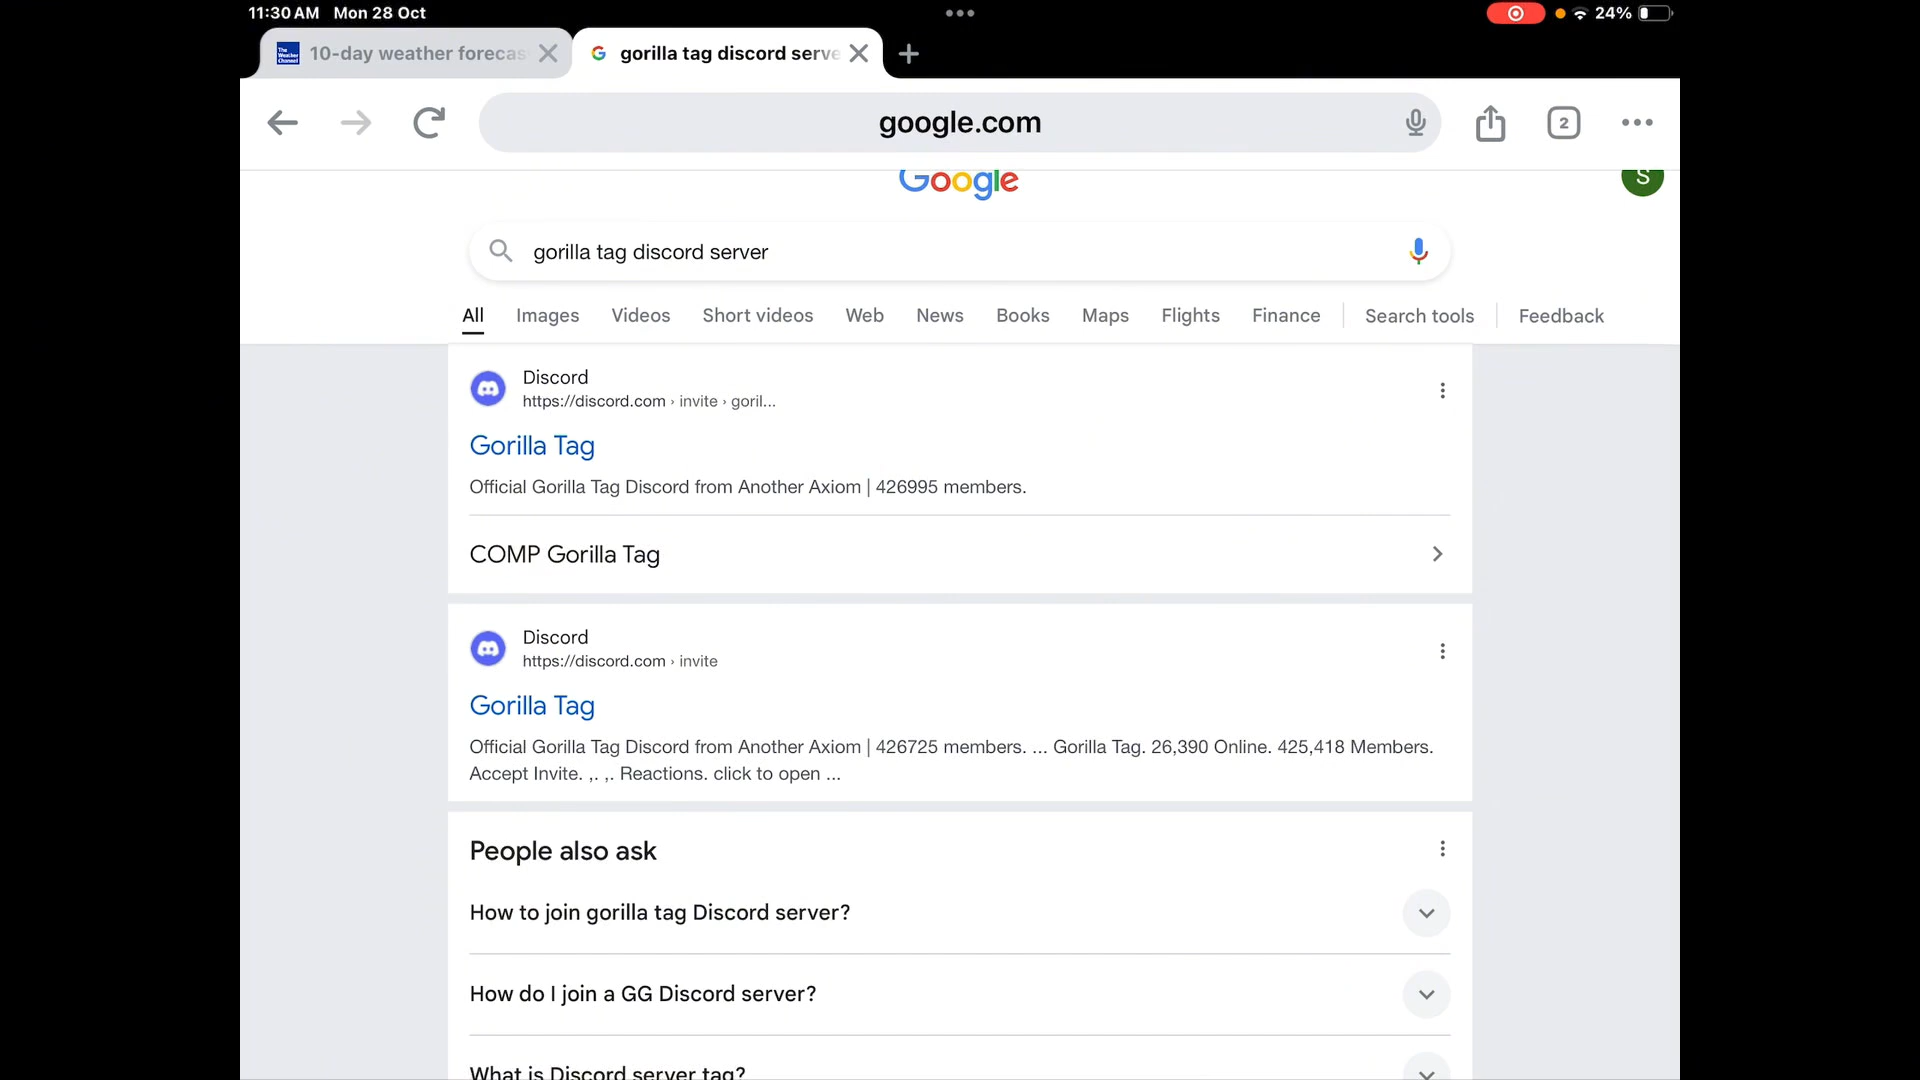 11:30 AM Mon 28 Oct
24%
The Weather Channel
10-day weather forecas
gorilla tag discord serve
google.com
2
Google
S
gorilla tag discord server
All Images Videos Short videos Web News Books Maps Flights Finance Search tools Feedback
Discord
https://discord.com › invite › goril...
Gorilla Tag
Official Gorilla Tag Discord from Another Axiom | 426995 members.
COMP Gorilla Tag
Discord
https://discord.com › invite
Gorilla Tag
Official Gorilla Tag Discord from Another Axiom | 426725 members. ... Gorilla Tag. 26,390 Online. 425,418 Members.
Accept Invite. ,. ,. Reactions. click to open ...
People also ask
How to join gorilla tag Discord server?
How do I join a GG Discord server?
What is Discord server tag?